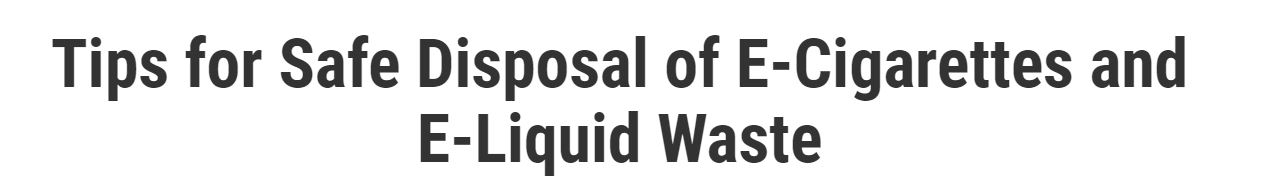 Tips for Safe Disposal of E-Cigarettes and
E-Liquid Waste